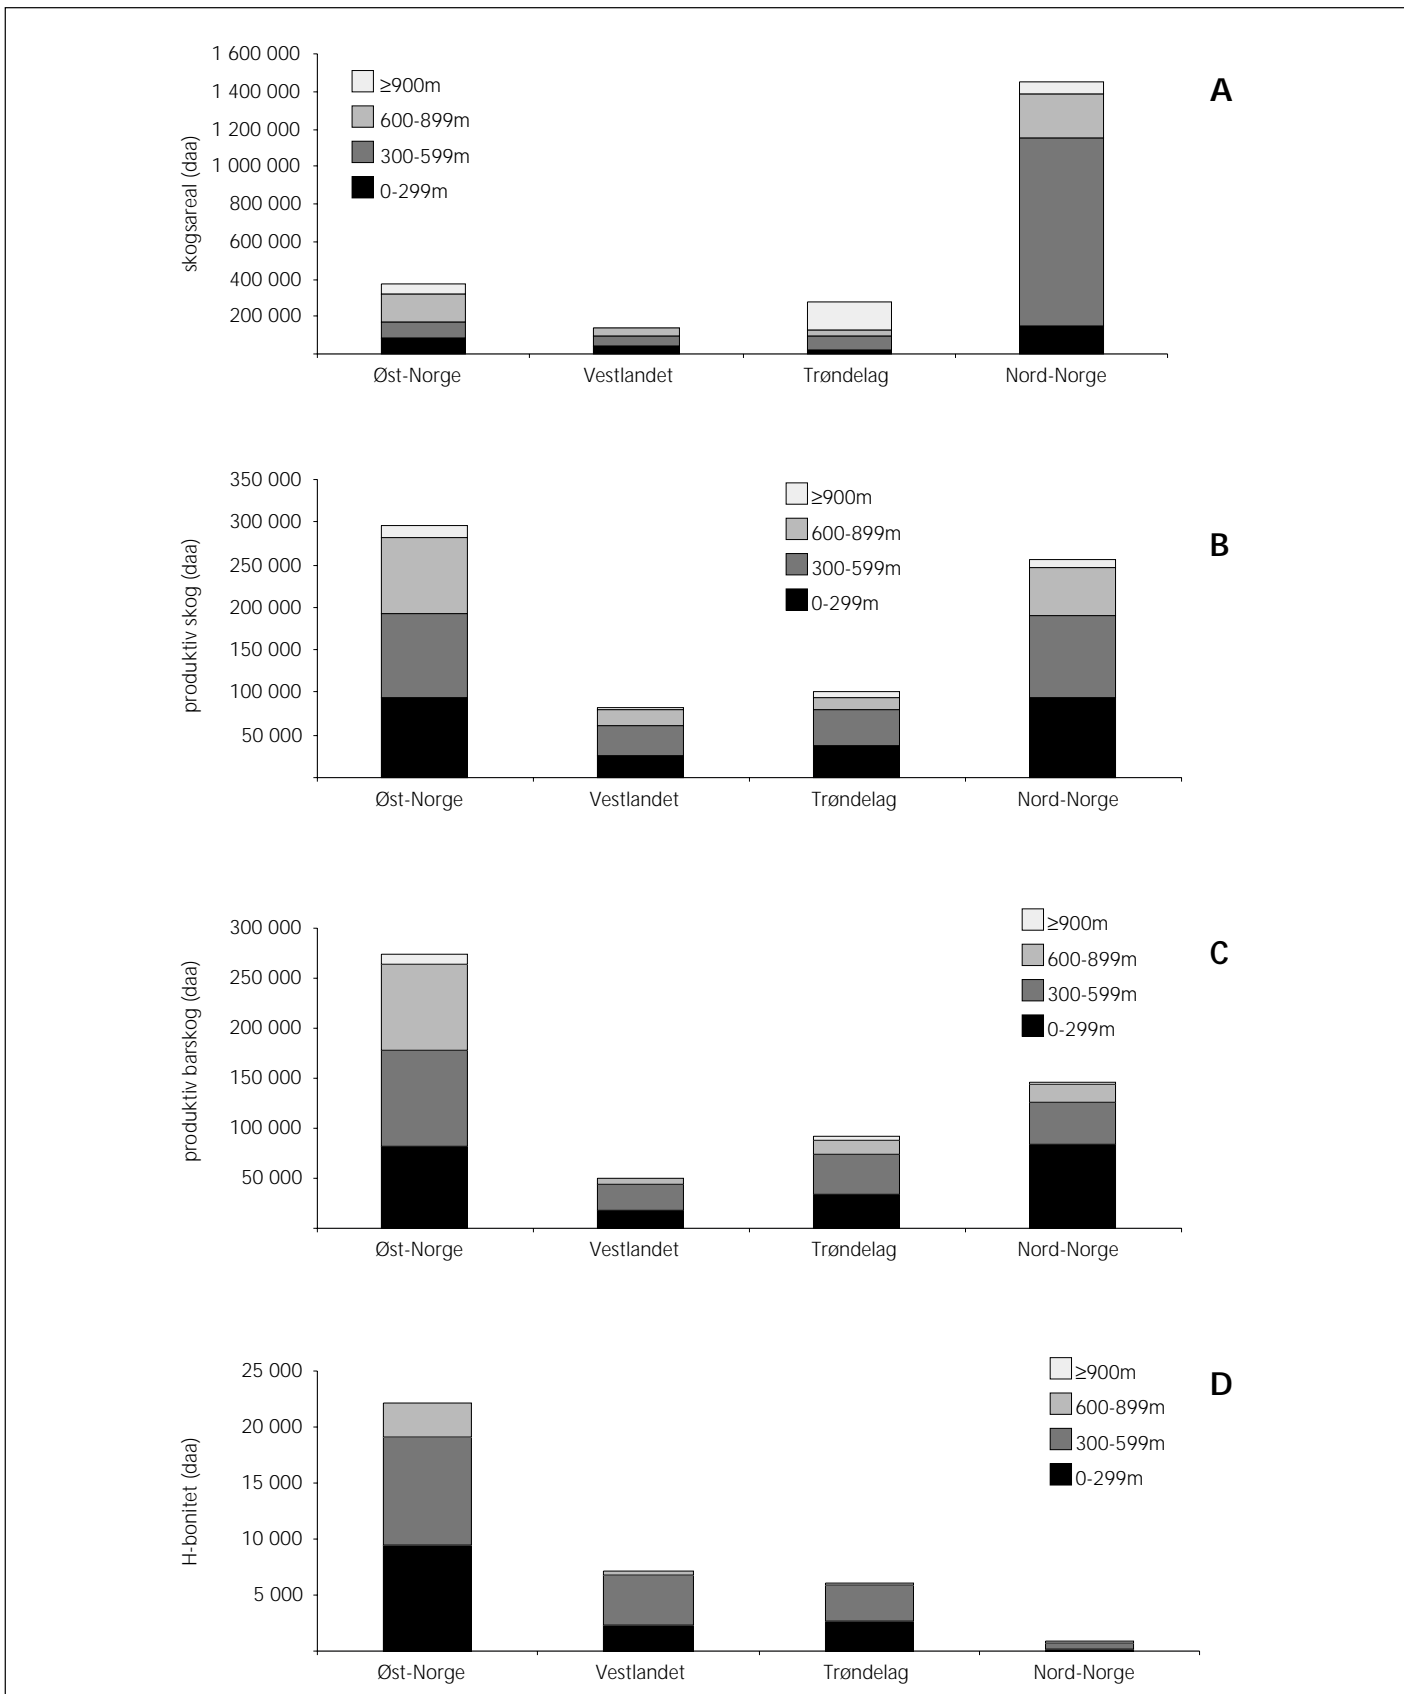 A
skogsareal (daa)
1 600 000
1 400 000
1 200 000
1 000 000
800 000
600 000
400 000
200 000
≥900m
600-899m
300-599m
0-299m
Øst-Norge Vestlandet Trøndelag Nord-Norge
B
produktiv skog (daa)
350 000
300 000
250 000
200 000
150 000
100 000
50 000
≥900m
600-899m
300-599m
0-299m
Øst-Norge Vestlandet Trøndelag Nord-Norge
C
produktiv barskog (daa)
300 000
250 000
200 000
150 000
100 000
50 000
≥900m
600-899m
300-599m
0-299m
Øst-Norge Vestlandet Trøndelag Nord-Norge
D
H-bonitet (daa)
25 000
20 000
15 000
10 000
5 000
≥900m
600-899m
300-599m
0-299m
Øst-Norge Vestlandet Trøndelag Nord-Norge